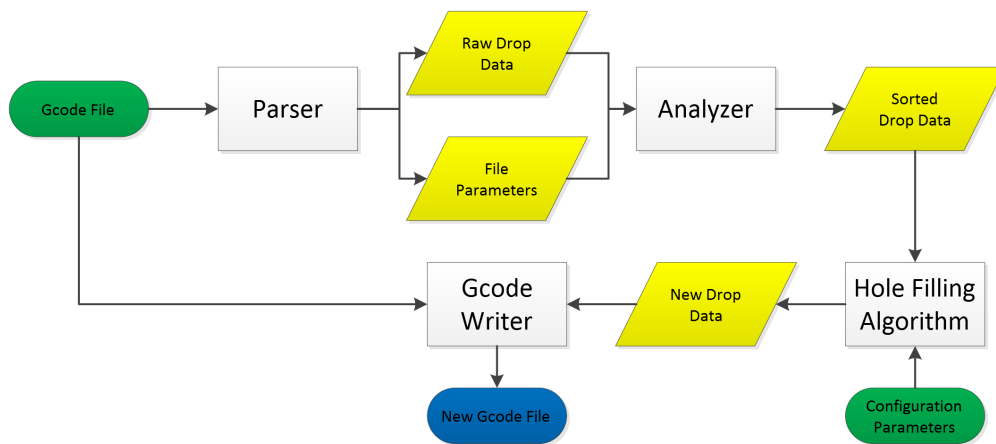 Raw Drop
Data
Gcode File
Parser
Analyzer
Sorted
Drop Data
File
Parameters
Gcode
Writer
New Drop
Data
Hole Filling
Algorithm
New Gcode File
Configuration
Parameters